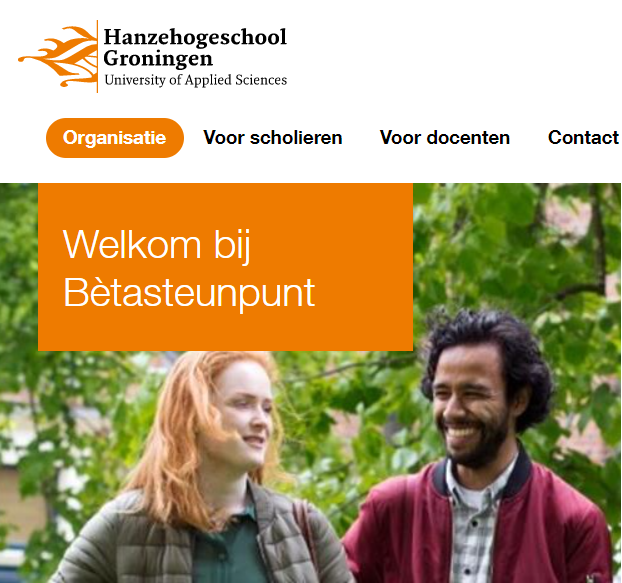 Hanzehogeschool
Groningen
University of Applied Sciences
Organisatie Voor scholieren Voor docenten Contact
Welkom bij
Bètasteunpunt